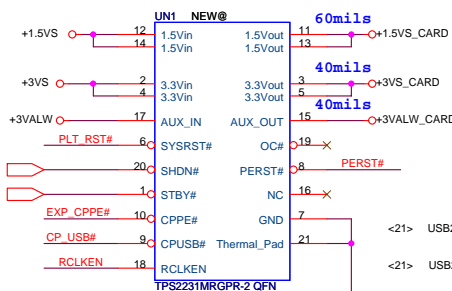 UN1 NEW@
60mils
+1.5VS 12 1.5Vin 1.5Vout 11 +1.5VS_CARD
14 1.5Vin 1.5Vout 13
40mils
+3VS 2 3.3Vin 3.3Vout 3 +3VS_CARD
4 3.3Vin 3.3Vout 5
40mils
+3VALW 17 AUX_IN AUX_OUT 15 +3VALW_CARD
PLT_RST# 6 SYSRST# OC# 19
20 SHDN# PERST# 8 PERST#
1 STBY# NC 16
EXP_CPPE# 10 CPPE# GND 7
CP_USB# 9 CPUSB# Thermal_Pad 21
<21> USB
RCLKEN 18 RCLKEN
<21> USB
TPS2231MRGPR-2 QFN